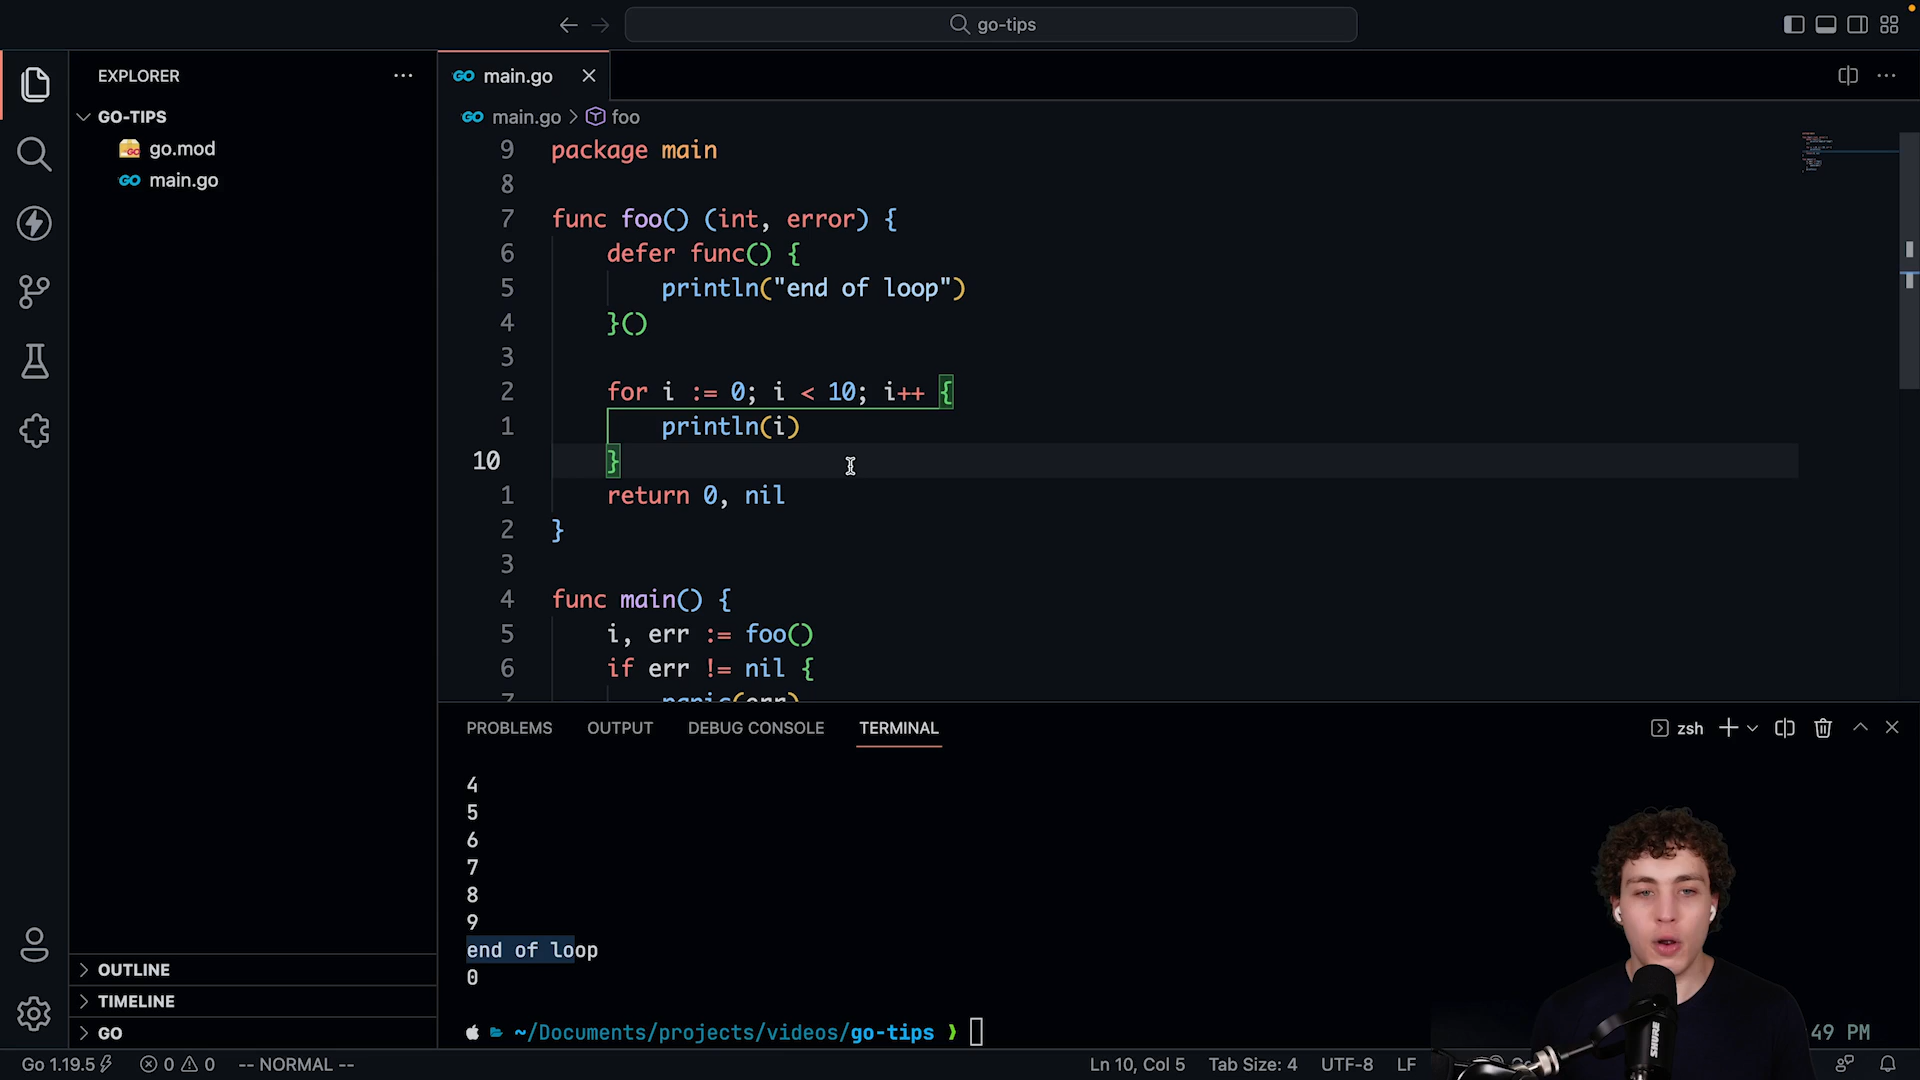 go-tips
EXPLORER
GO-TIPS
go.mod
main.go
main.go
main.go > foo
9 package main
8
7 func foo() (int, error) {
6 defer func() {
5 println("end of loop")
4 }()
3
2 for i := 0; i < 10; i++ {
1 println(i)
10 }
1 return 0, nil
2 }
3
4 func main() {
5 i, err := foo()
6 if err != nil {
7 panic(err)
PROBLEMS OUTPUT DEBUG CONSOLE TERMINAL
zsh
4
5
6
7
8
9
end of loop
0
~/Documents/projects/videos/go-tips ❯
49 PM
OUTLINE
TIMELINE
GO
Go 1.19.5 0 0 -- NORMAL --
Ln 10, Col 5 Tab Size: 4 UTF-8 LF
SHURE